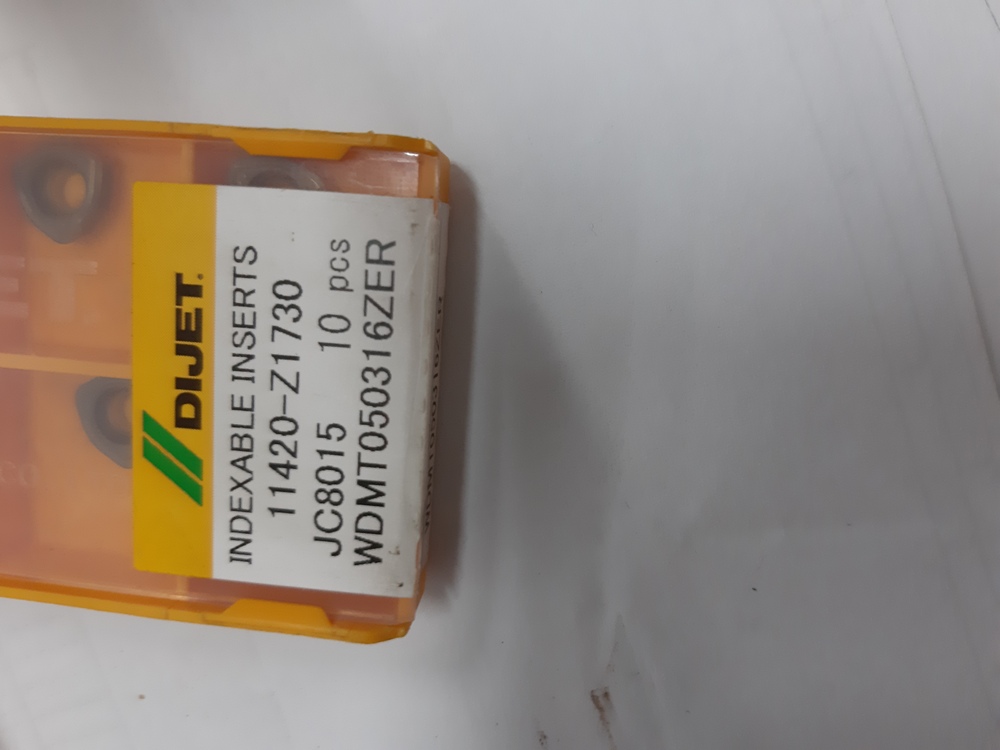 DIJET
INDEXABLE INSERTS
11420-Z1730
JC8015 10 pcs
WDMT050316ZER